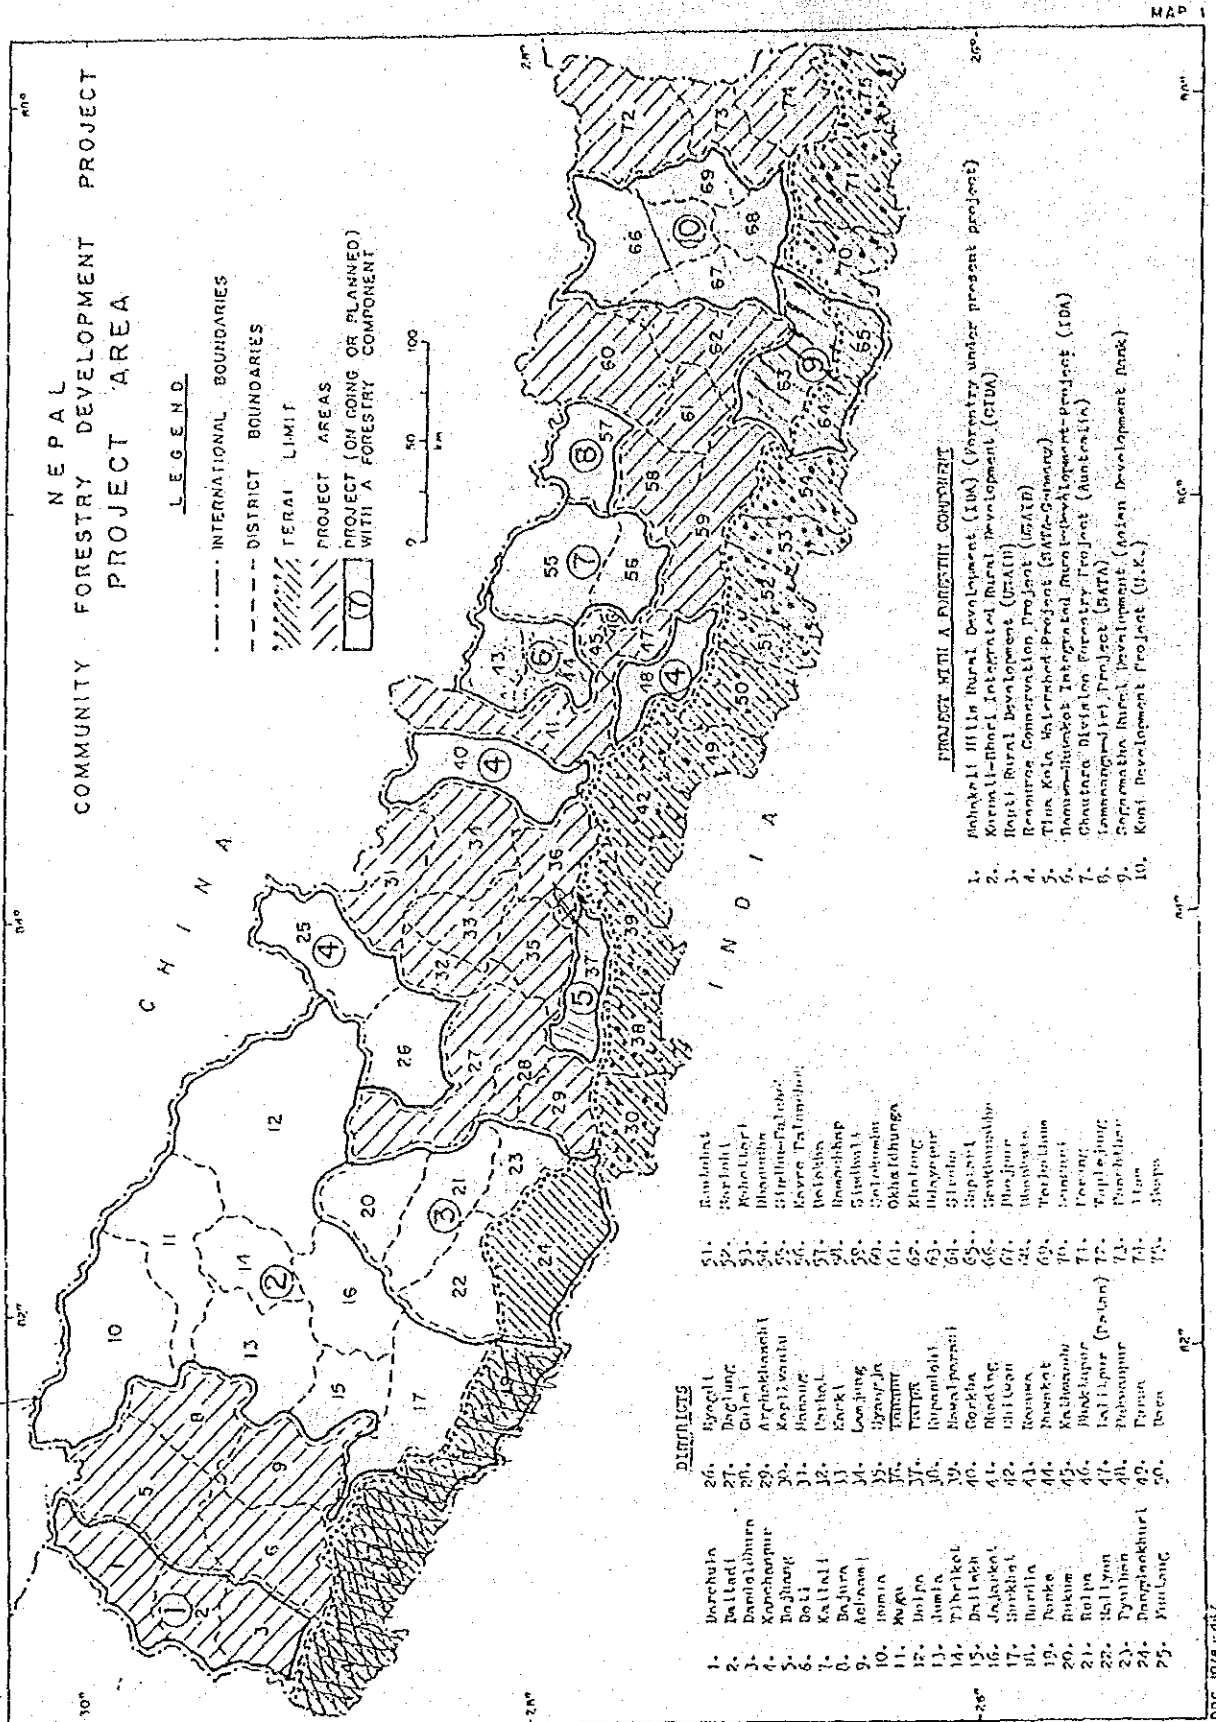 MAP 1
NEPAL
COMMUNITY FORESTRY DEVELOPMENT PROJECT
PROJECT AREA
LEGEND
INTERNATIONAL BOUNDARIES
DISTRICT BOUNDARIES
TERAI LIMIT
PROJECT AREAS
7 PROJECT (ON GOING OR PLANNED)
WITH A FORESTRY COMPONENT
50 100
km
CHINA
INDIA
30°
28°
26°
82°
84°
86°
PROJECT WITH A FORESTRY COMPONENT
1. Mahakali Hills Rural Development (IDA) (Forestry under present project)
2. Karnali-Bheri Integrated Rural Development (CIDA)
3. Rapti Rural Development (USAID)
4. Resource Conservation Project (USAID)
5. Tina Kola Watershed Project (SATA-Germany)
6. Integrated Rural Development-Project (IDA)
7. Chautara Division Forestry Project (Australia)
8. Project (SATA)
9. Sagarmatha Rural Development (Asian Development Bank)
10. Kosi Development Project (U.K.)
DISTRICTS
1. Darchula
2. Baitadi
3. Dandeldhura
4. Kanchanpur
5. Bajhang
6. Doti
7. Kailali
8. Bajura
9. Achham
10. Humla
11. Mugu
12. Dolpa
13. Jumla
14. Tibrikot
15. Dailekh
16. Jajarkot
17. Surkhet
18. Bardia
19. Banke
20. Rukum
21. Rolpa
22. Sallyan
23. Pyuthan
24. Dangdeokhuri
25. Mustang
26. Myagdi
27. Baglung
28. Gulmi
29. Arghakhanchi
30. Kapilvastu
31. Manang
32. Parbat
33. Kaski
34. Lamjung
35. Syangja
36. Tanahu
37. Palpa
38. Rupandehi
39. Nawalparasi
40. Gorkha
41. Dhading
42. Chitwan
43. Rasuwa
44. Nuwakot
45. Kathmandu
46. Bhaktapur
47. Lalitpur (Patan)
48. Makwanpur
49. Parsa
50. Bara
51. Rautahat
52. Sarlahi
53. Mahottari
54. Dhanusha
55. Sindhu-Palchok
56. Kavre Palanchok
57. Dolakha
58. Ramechhap
59. Sindhuli
60. Solukumbu
61. Okhaldhunga
62. Khotang
63. Udayapur
64. Siraha
65. Saptari
66. Sankhuwasabha
67. Bhojpur
68. Dhankuta
69. Terhathum
70. Sunsari
71. Morang
72. Taplejung
73. Panchthar
74. Ilam
75. Jhapa